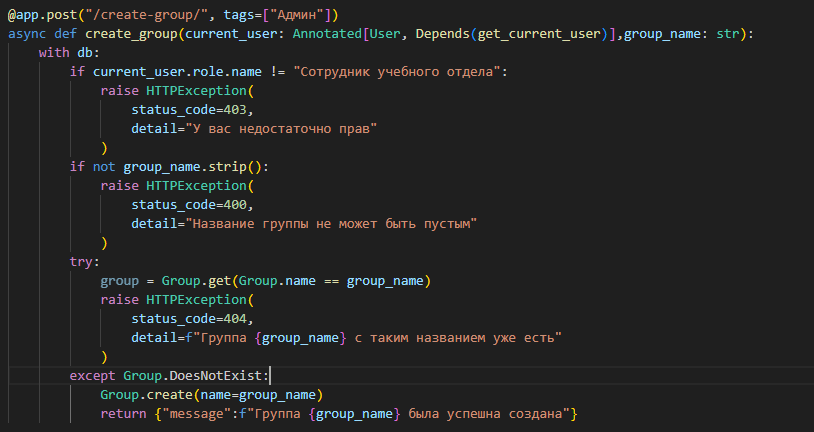 @app.post("/create-group/", tags=["Админ"])
async def create_group(current_user: Annotated[User, Depends(get_current_user)],group_name: str):
    with db:
        if current_user.role.name != "Сотрудник учебного отдела":
            raise HTTPException(
                status_code=403,
                detail="У вас недостаточно прав"
            )
        if not group_name.strip():
            raise HTTPException(
                status_code=400,
                detail="Название группы не может быть пустым"
            )
        try:
            group = Group.get(Group.name == group_name)
            raise HTTPException(
                status_code=404,
                detail=f"Группа {group_name} с таким названием уже есть"
            )
        except Group.DoesNotExist:
            Group.create(name=group_name)
            return {"message":f"Группа {group_name} была успешна создана"}